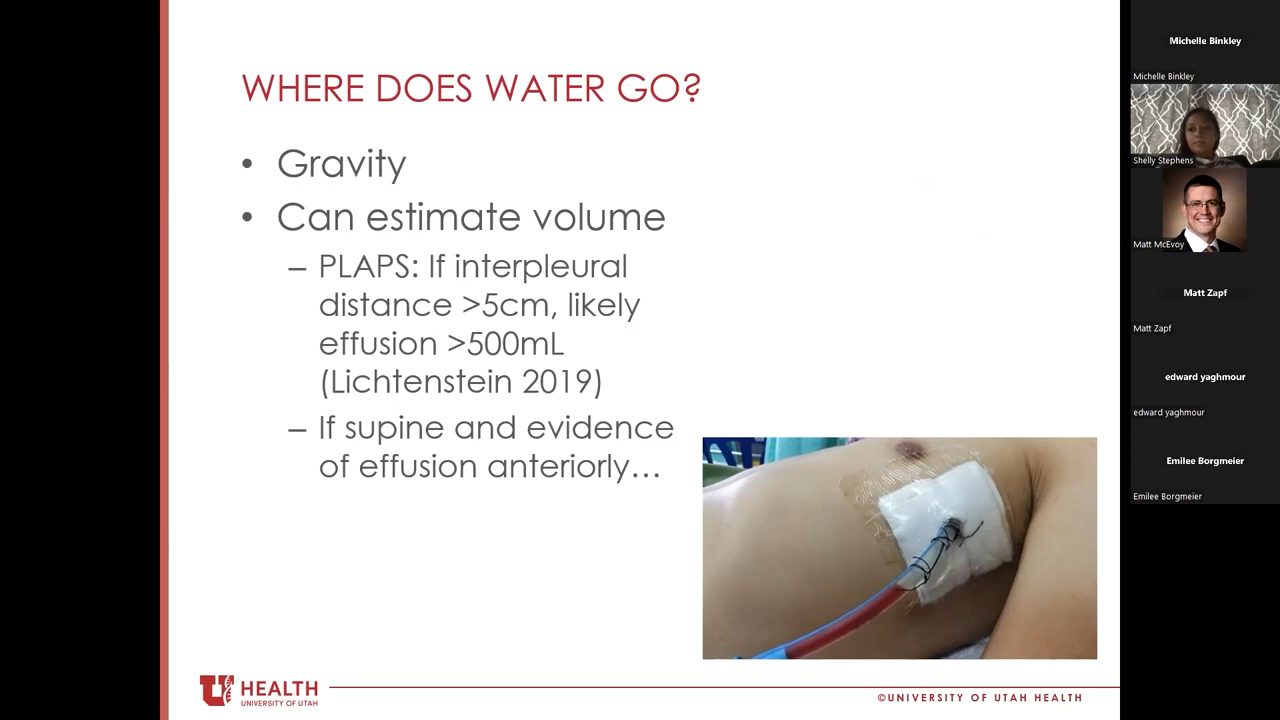 WHERE DOES WATER GO?
• Gravity
• Can estimate volume
– PLAPS: If interpleural
distance >5cm, likely
effusion >500mL
(Lichtenstein 2019)
– If supine and evidence
of effusion anteriorly…
U HEALTH
UNIVERSITY OF UTAH
©UNIVERSITY OF UTAH HEALTH
Michelle Binkley
Michelle Binkley
Shelly Stephens
Matt McEvoy
Matt Zapf
Matt Zapf
edward yaghmour
edward yaghmour
Emilee Borgmeier
Emilee Borgmeier